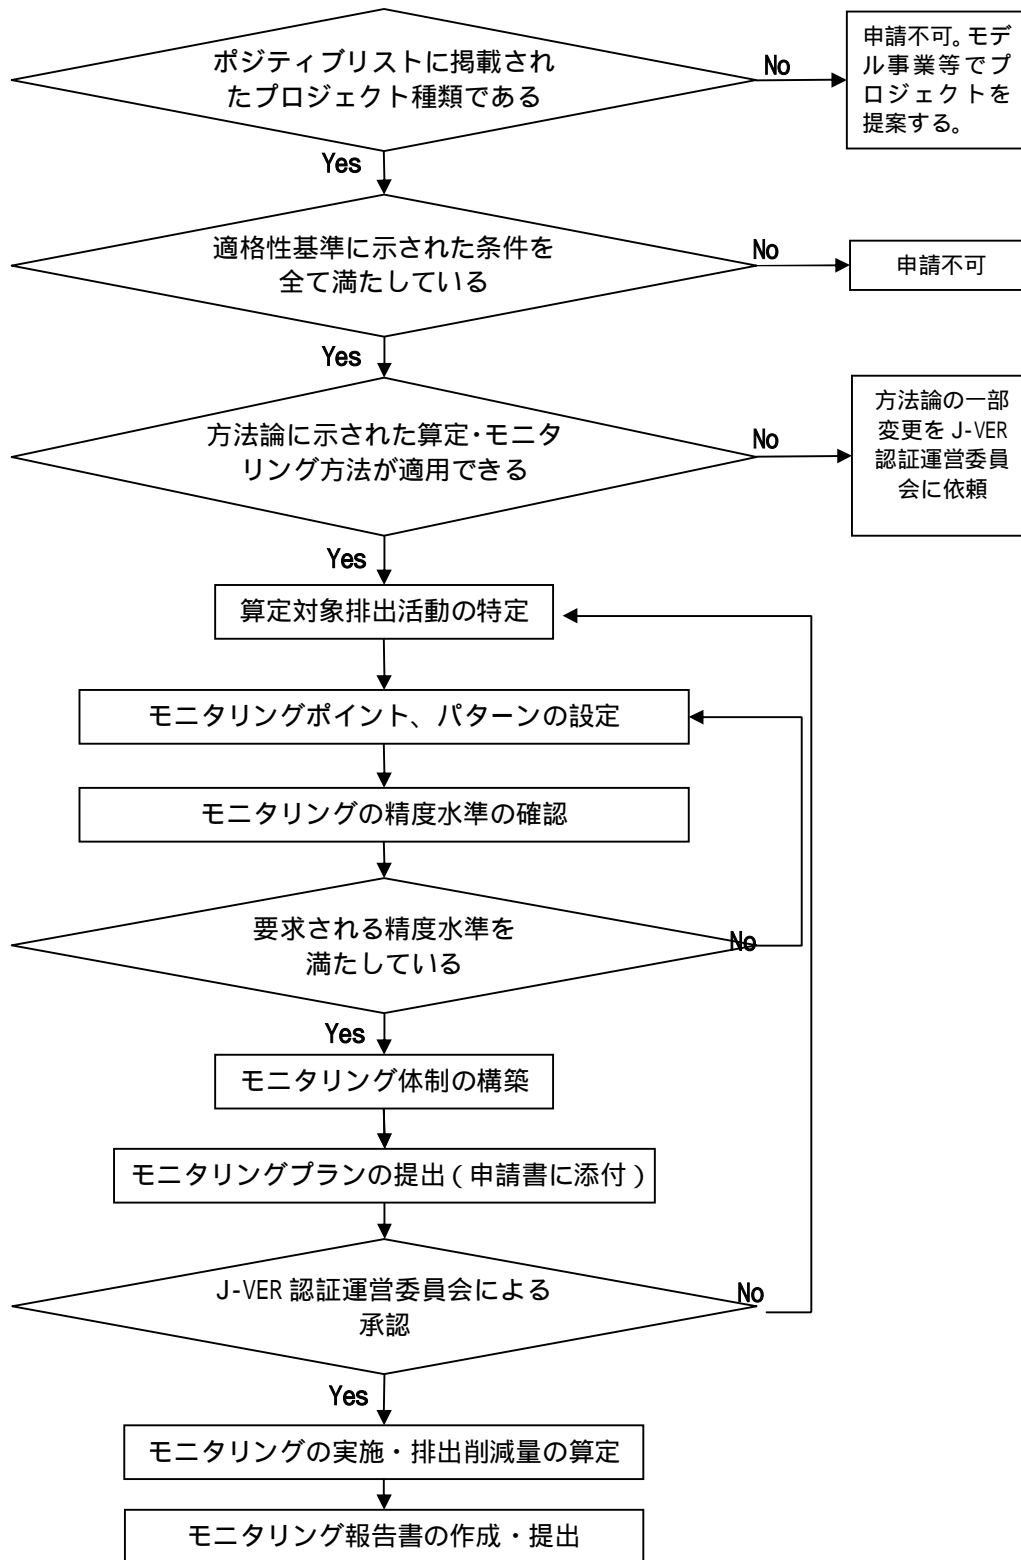 ポジティブリストに掲載され
たプロジェクト種類である
No
申請不可。モデ
ル事業等でプ
ロジェクトを
提案する。
Yes
適格性基準に示された条件を
全て満たしている
No
申請不可
Yes
方法論に示された算定・モニタ
リング方法が適用できる
No
方法論の一部
変更を J-VER
認証運営委員
会に依頼
Yes
算定対象排出活動の特定
モニタリングポイント、パターンの設定
モニタリングの精度水準の確認
要求される精度水準を
満たしている
No
Yes
モニタリング体制の構築
モニタリングプランの提出(申請書に添付)
J-VER 認証運営委員会による
承認
No
Yes
モニタリングの実施・排出削減量の算定
モニタリング報告書の作成・提出